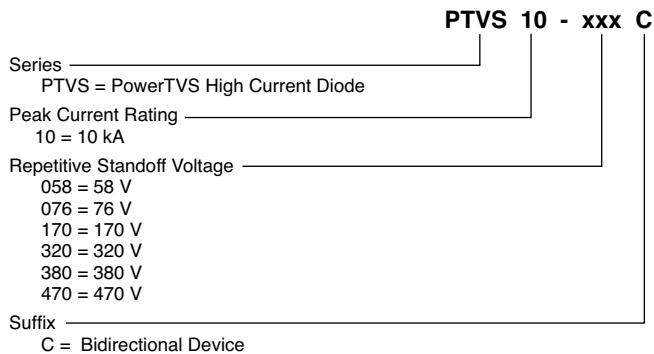 PTVS 10 - xxx C
Series
PTVS = PowerTVS High Current Diode
Peak Current Rating
10 = 10 kA
Repetitive Standoff Voltage
058 = 58 V
076 = 76 V
170 = 170 V
320 = 320 V
380 = 380 V
470 = 470 V
Suffix
C = Bidirectional Device